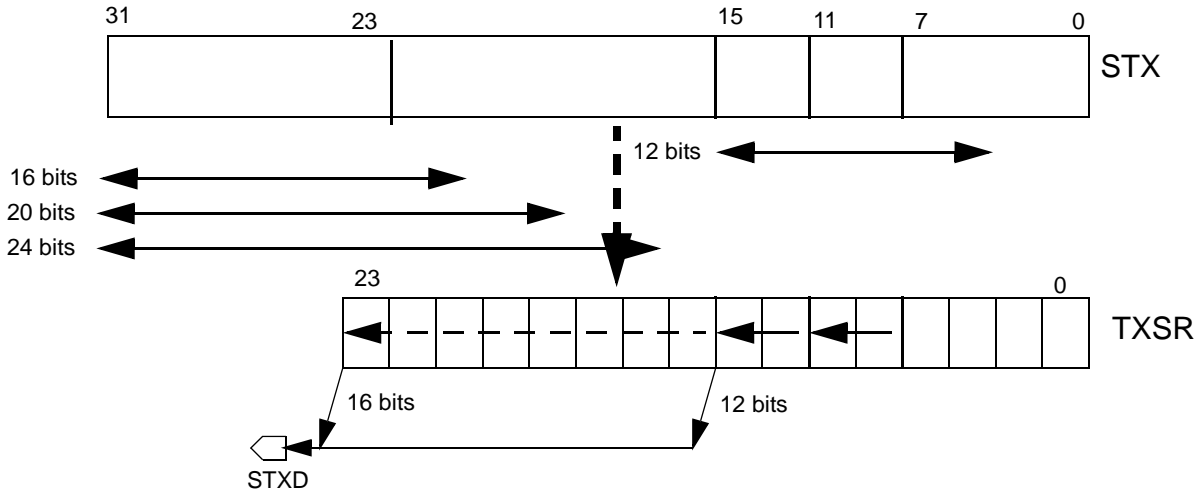 31 23 15 11 7 0
STX
12 bits
16 bits
20 bits
24 bits
23 0
TXSR
16 bits 12 bits
STXD